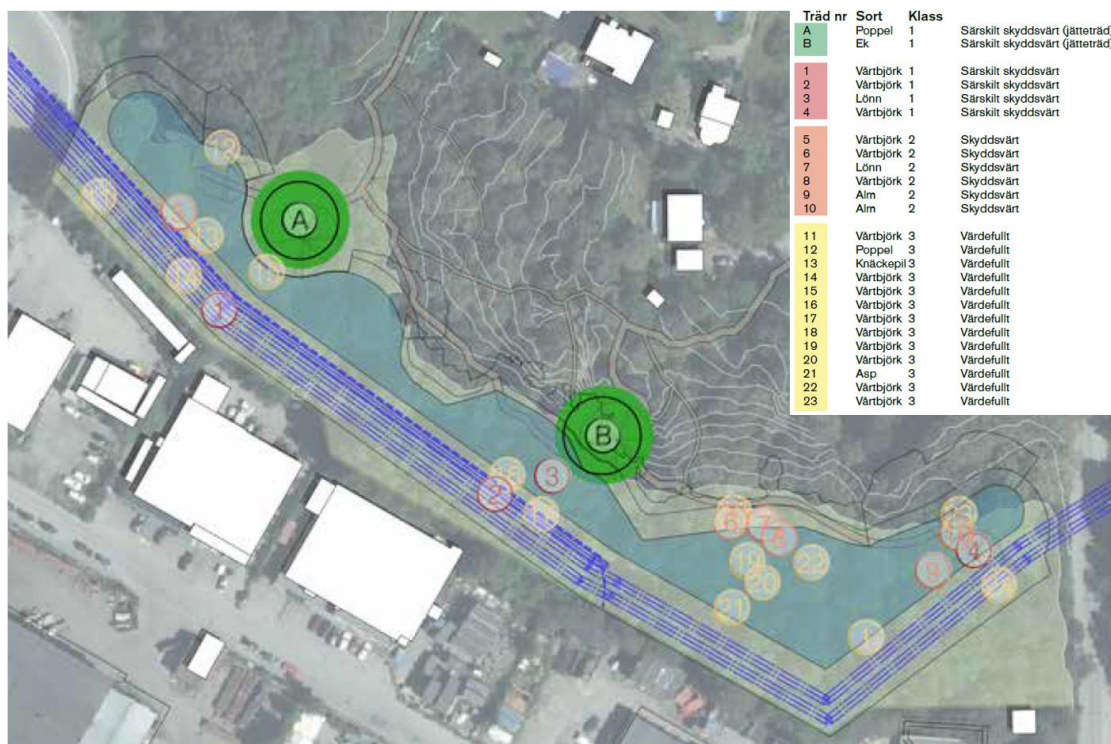 Träd nr Sort Klass
A Poppel 1 Särskilt skyddsvärt (jätteträd)
B Ek 1 Särskilt skyddsvärt (jätteträd)
1 Vårtbjörk 1 Särskilt skyddsvärt
2 Vårtbjörk 1 Särskilt skyddsvärt
3 Lönn 1 Särskilt skyddsvärt
4 Vårtbjörk 1 Särskilt skyddsvärt
5 Vårtbjörk 2 Skyddsvärt
6 Vårtbjörk 2 Skyddsvärt
7 Lönn 2 Skyddsvärt
8 Vårtbjörk 2 Skyddsvärt
9 Alm 2 Skyddsvärt
10 Alm 2 Skyddsvärt
11 Vårtbjörk 3 Värdefullt
12 Poppel 3 Värdefullt
13 Knäckepil 3 Värdefullt
14 Vårtbjörk 3 Värdefullt
15 Vårtbjörk 3 Värdefullt
16 Vårtbjörk 3 Värdefullt
17 Vårtbjörk 3 Värdefullt
18 Vårtbjörk 3 Värdefullt
19 Vårtbjörk 3 Värdefullt
20 Vårtbjörk 3 Värdefullt
21 Asp 3 Värdefullt
22 Vårtbjörk 3 Värdefullt
23 Vårtbjörk 3 Värdefullt
12
A
13
14
1
B
3
2
6
7
19
22
20
21
9
4